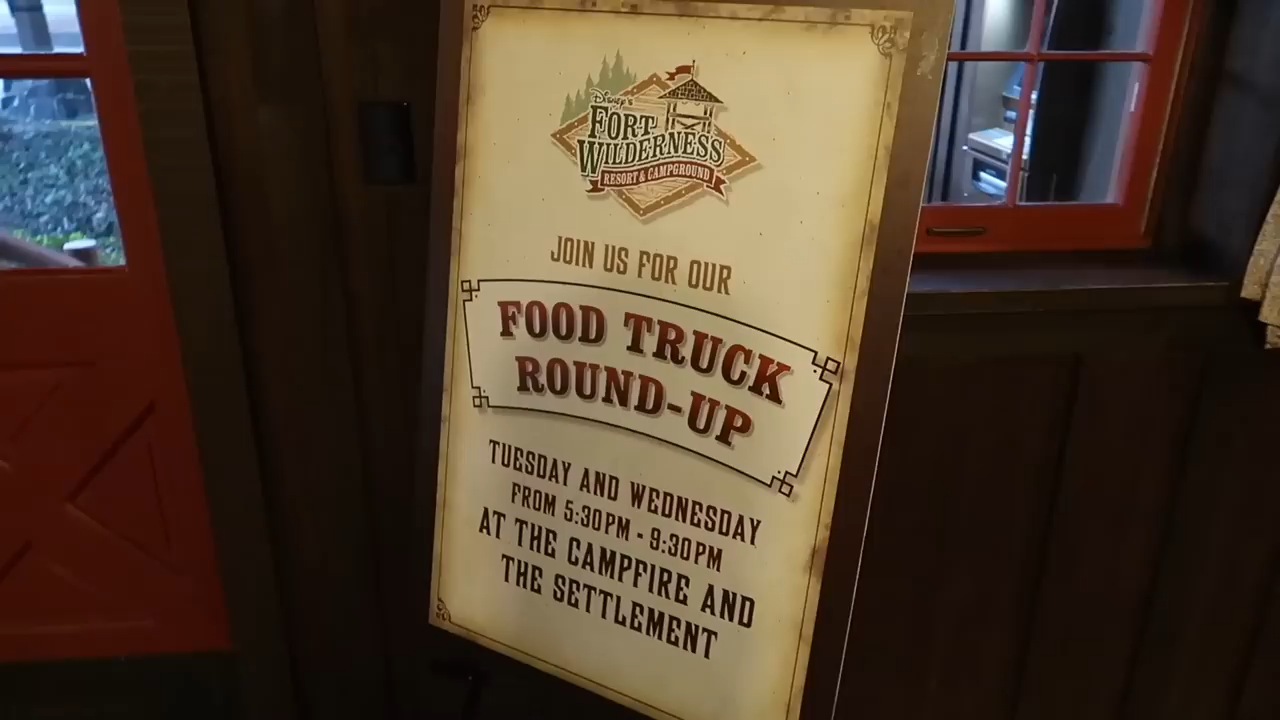 Disney's
FORT
WILDERNESS
RESORT & CAMPGROUND
JOIN US FOR OUR
FOOD TRUCK
ROUND-UP
TUESDAY AND WEDNESDAY
FROM 5:30PM - 9:30PM
AT THE CAMPFIRE AND
THE SETTLEMENT